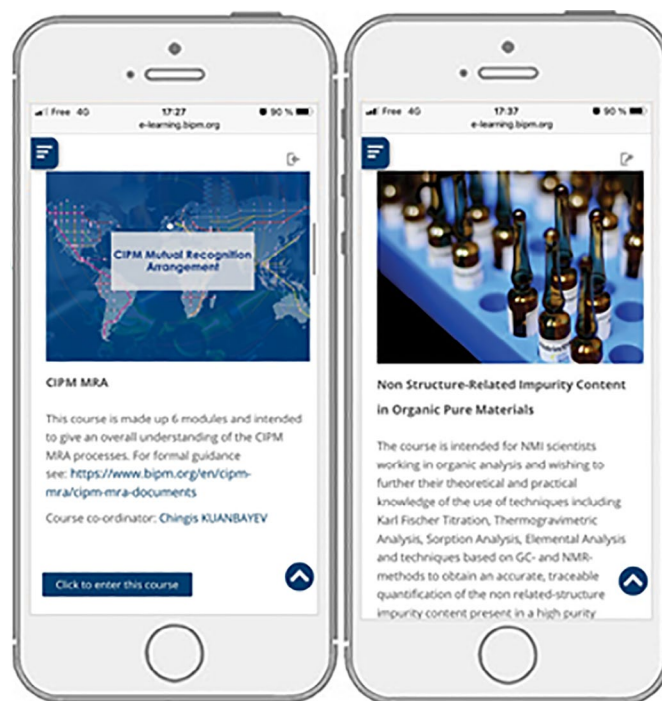 Free 4G 17:27 90 %
e-learning.bipm.org
CIPM Mutual Recognition
Arrangement
CIPM MRA
This course is made up 6 modules and intended
to give an overall understanding of the CIPM
MRA processes. For formal guidance
see: https://www.bipm.org/en/cipm-
mra/cipm-mra-documents
Course co-ordinator: Chingis KUANBAYEV
Click to enter this course
Free 4G 17:37 90 %
e-learning.bipm.org
Non Structure-Related Impurity Content
in Organic Pure Materials
The course is intended for NMI scientists
working in organic analysis and wishing to
further their theoretical and practical
knowledge of the use of techniques including
Karl Fischer Titration, Thermogravimetric
Analysis, Sorption Analysis, Elemental Analysis
and techniques based on GC- and NMR-
methods to obtain an accurate, traceable
quantification of the non related-structure
impurity content present in a high purity